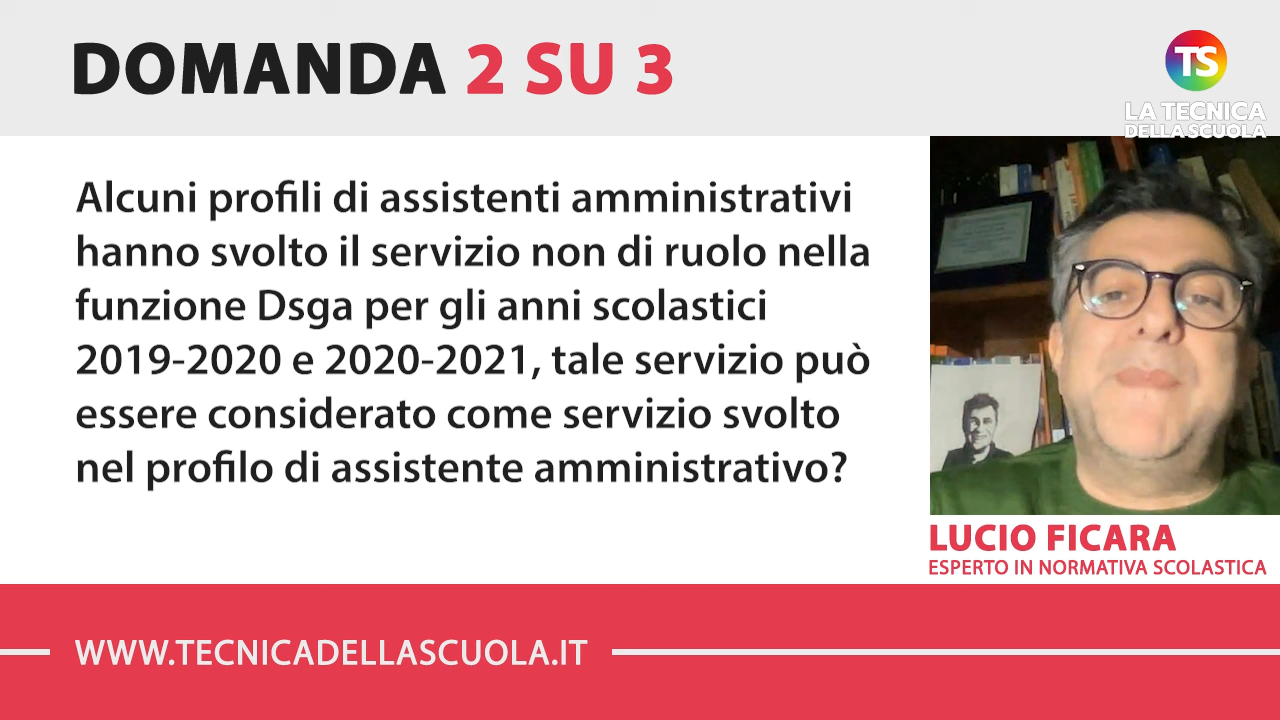 DOMANDA 2 SU 3
TS
LA TECNICA
DELLA SCUOLA
Alcuni profili di assistenti amministrativi
hanno svolto il servizio non di ruolo nella
funzione Dsga per gli anni scolastici
2019-2020 e 2020-2021, tale servizio può
essere considerato come servizio svolto
nel profilo di assistente amministrativo?
LUCIO FICARA
ESPERTO IN NORMATIVA SCOLASTICA
WWW.TECNICADELLASCUOLA.IT